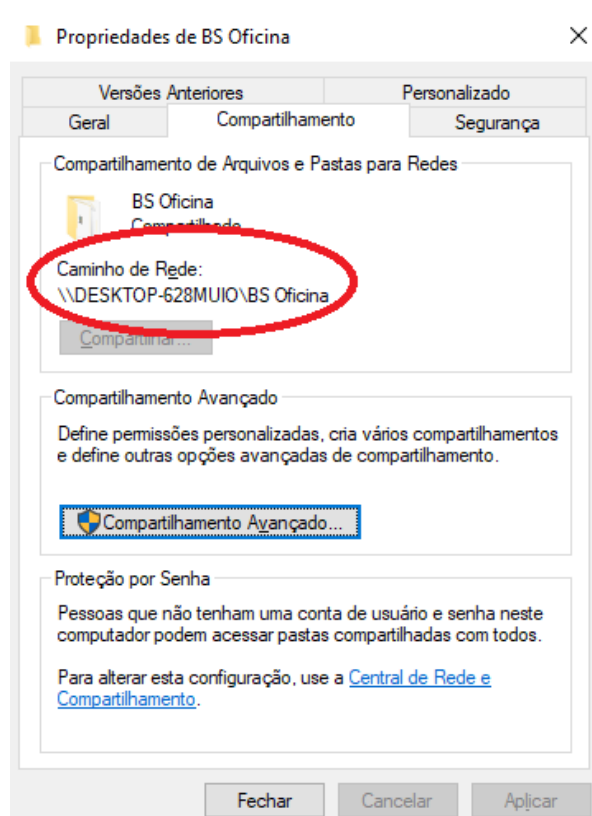 Propriedades de BS Oficina
Versões Anteriores
Personalizado
Geral
Compartilhamento
Segurança
Compartilhamento de Arquivos e Pastas para Redes
BS Oficina
Compartilhado
Caminho de Rede:
\\DESKTOP-628MUIO\BS Oficina
Compartilhar...
Compartilhamento Avançado
Define permissões personalizadas, cria vários compartilhamentos
e define outras opções avançadas de compartilhamento.
Compartilhamento Avançado...
Proteção por Senha
Pessoas que não tenham uma conta de usuário e senha neste
computador podem acessar pastas compartilhadas com todos.
Para alterar esta configuração, use a Central de Rede e
Compartilhamento.
Fechar
Cancelar
Aplicar